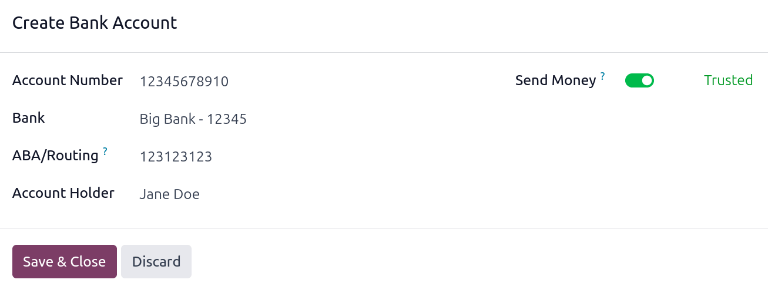 Create Bank Account
Account Number 12345678910 Send Money ? Trusted
Bank Big Bank - 12345
ABA/Routing ? 123123123
Account Holder Jane Doe
Save & Close Discard